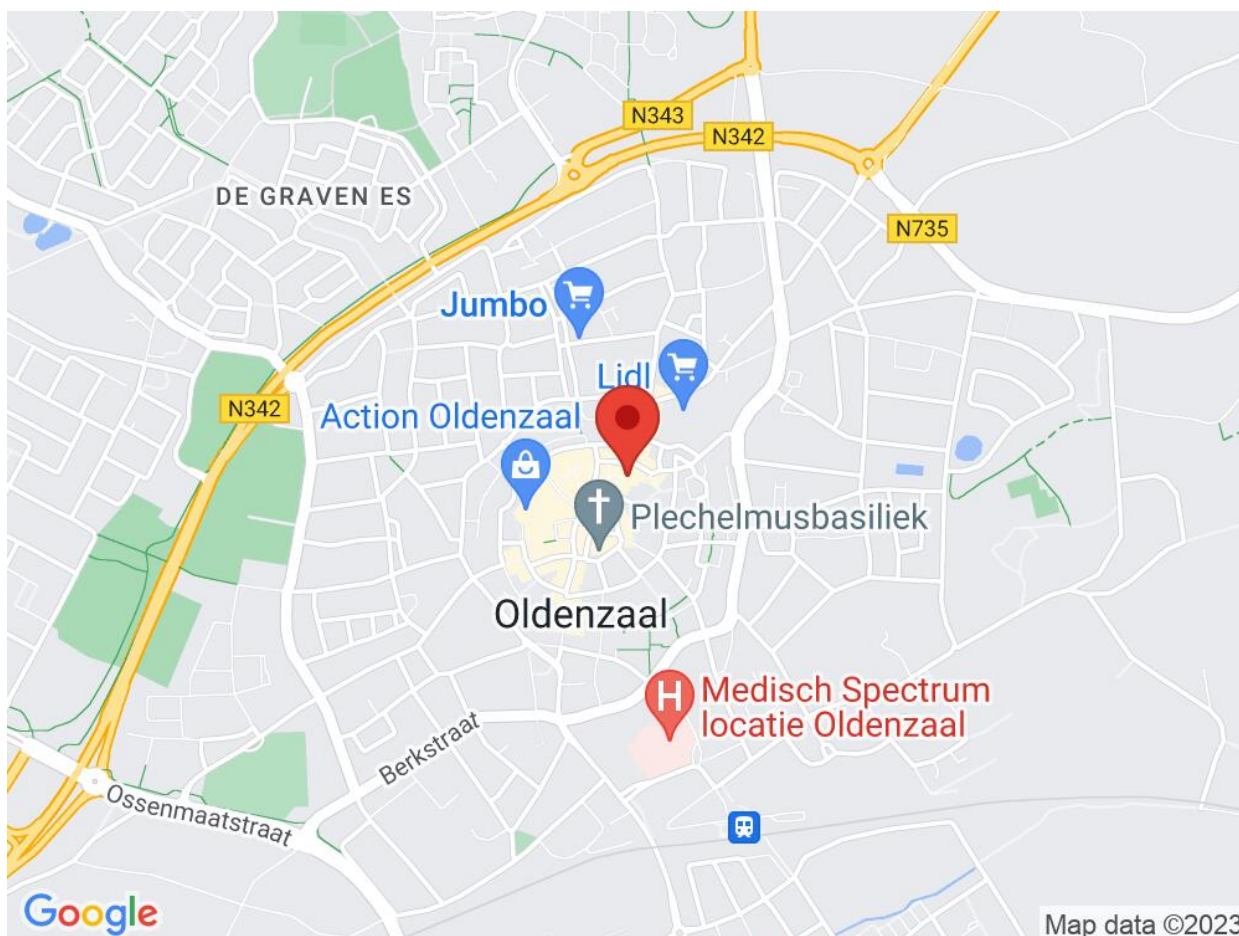 N343
N342
DE GRAVEN ES
N735
Jumbo
Lidl
N342
Action Oldenzaal
Plechelmusbasiliek
Oldenzaal
H
Medisch Spectrum
locatie Oldenzaal
Berkstraat
Ossenmaatstraat
Google
Map data ©2023